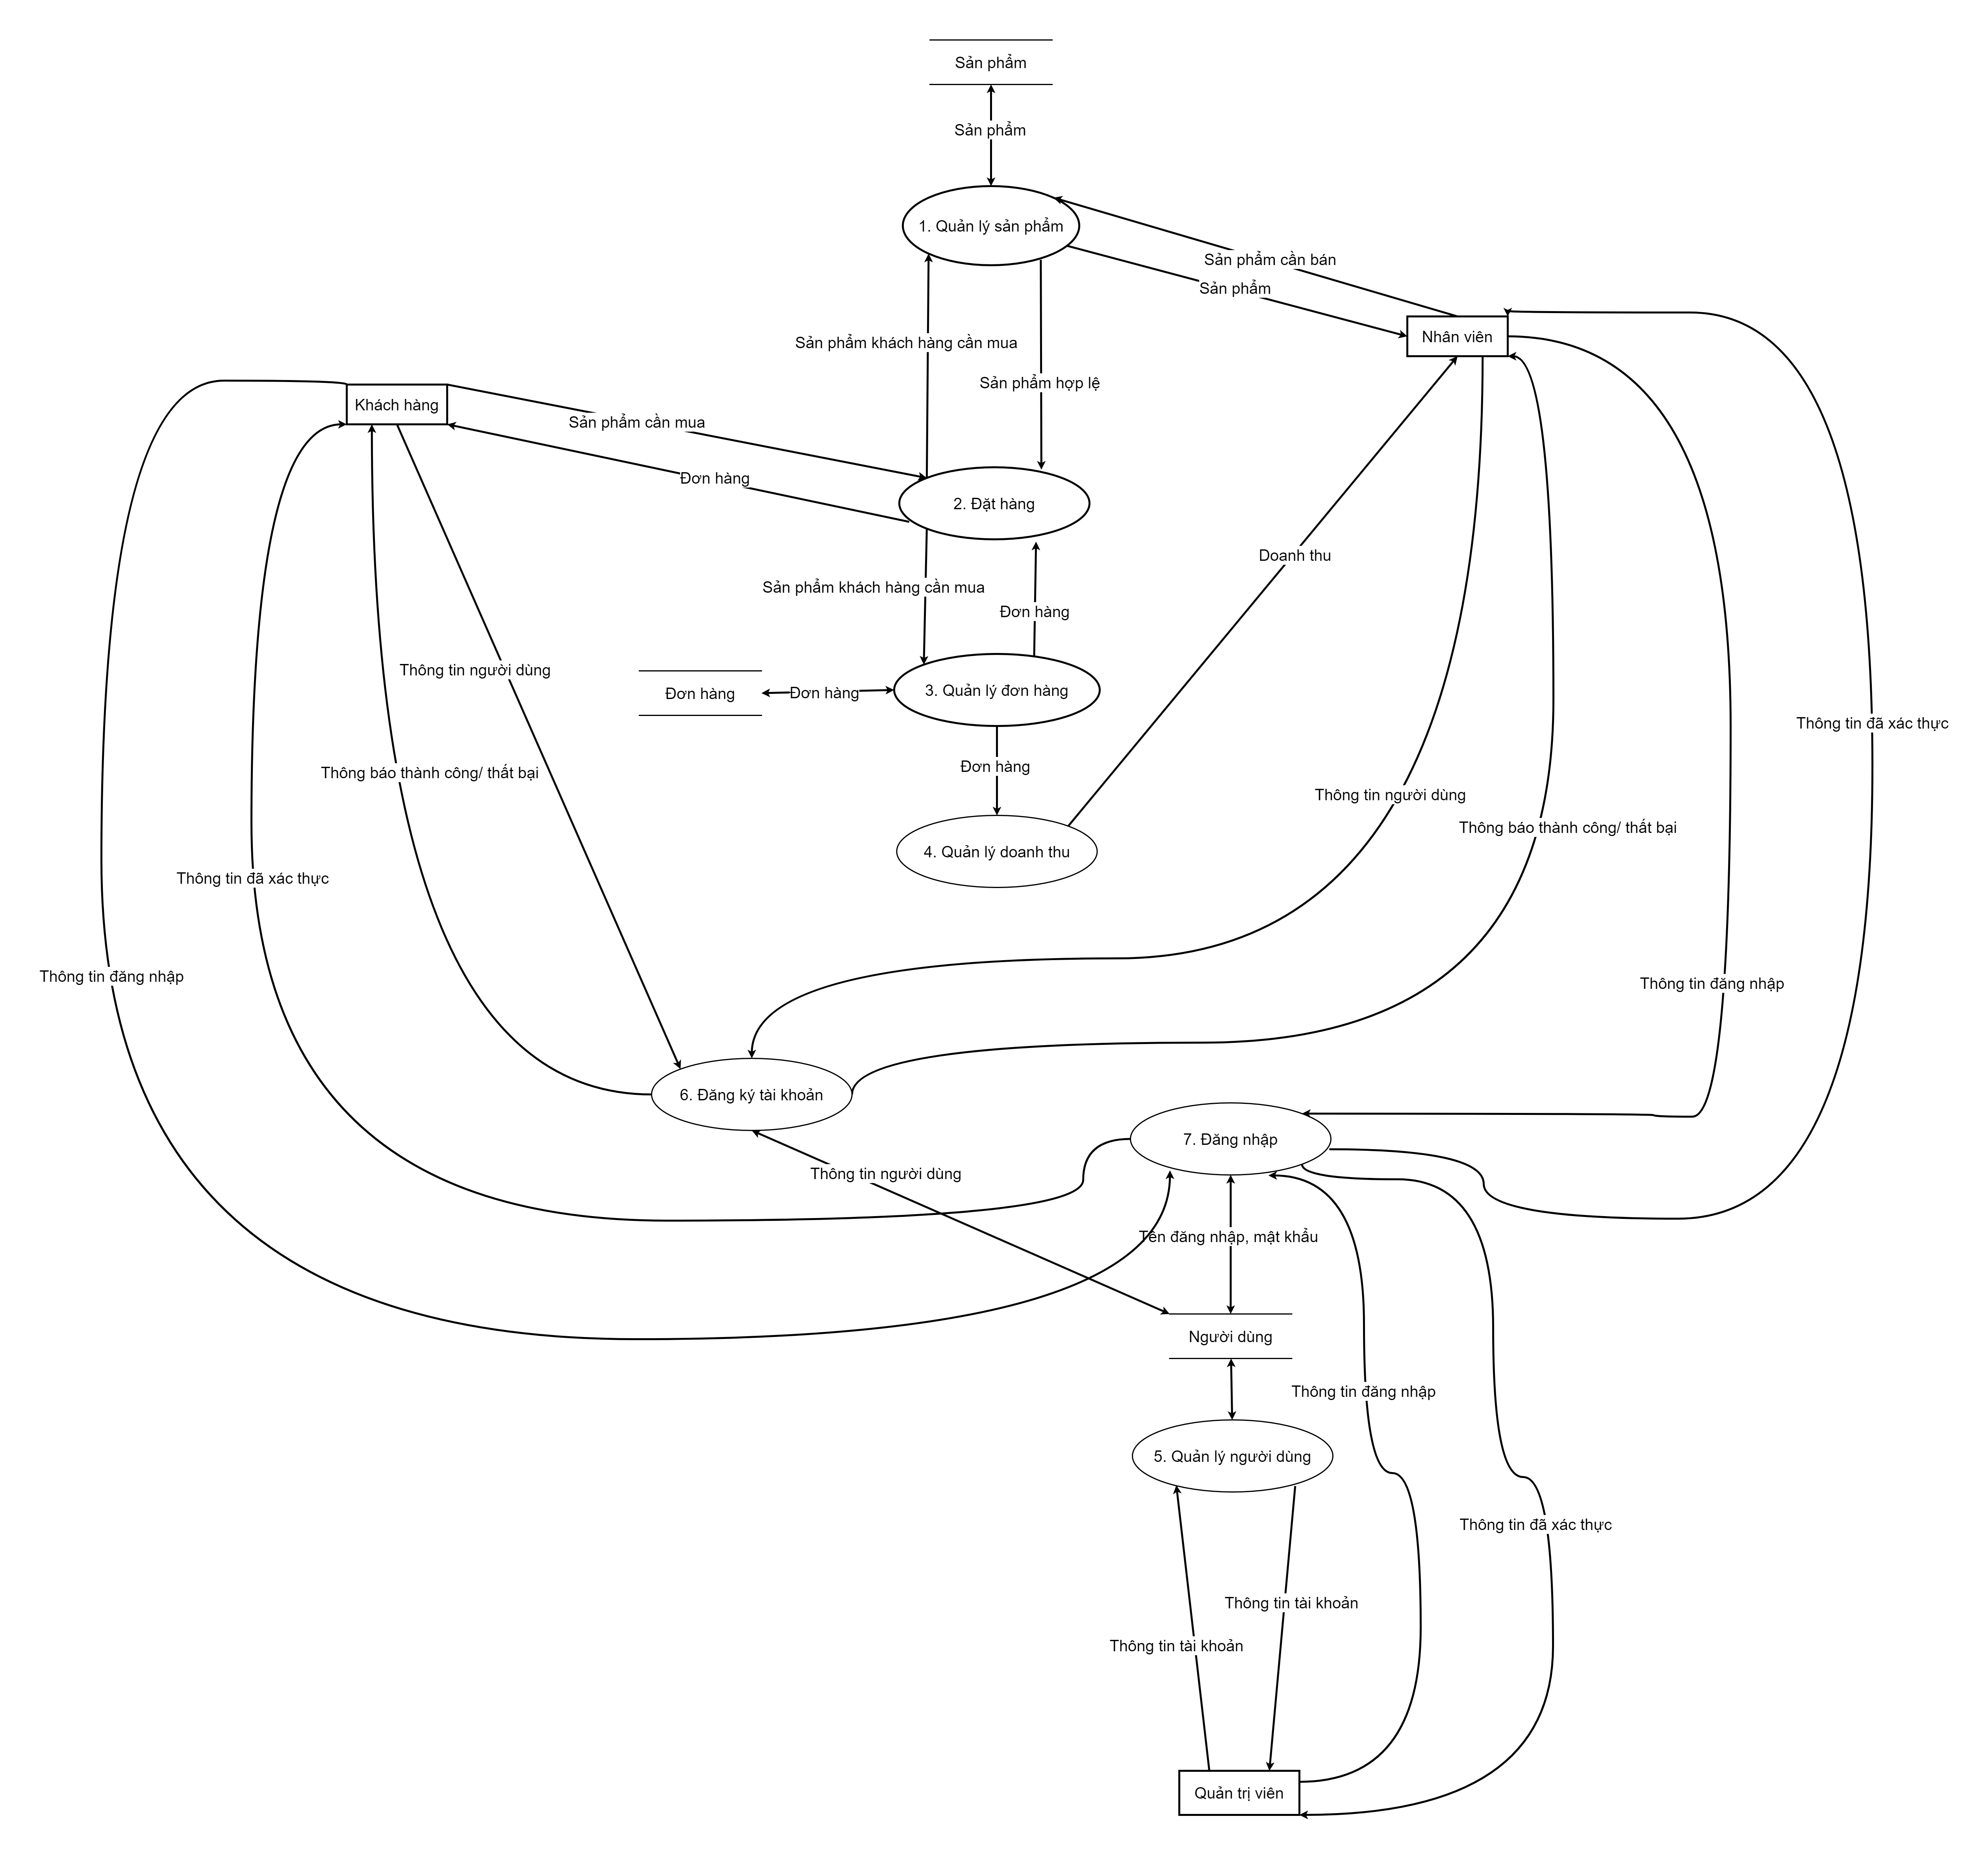 Sản phẩm
Sản phẩm
1. Quản lý sản phẩm
Sản phẩm cần bán
Sản phẩm
Nhân viên
Sản phẩm khách hàng cần mua
Sản phẩm hợp lệ
Khách hàng
Sản phẩm cần mua
Đơn hàng
2. Đặt hàng
Doanh thu
Sản phẩm khách hàng cần mua
Đơn hàng
Thông tin người dùng
Đơn hàng
Đơn hàng
3. Quản lý đơn hàng
Thông tin đã xác thực
Đơn hàng
Thông báo thành công/ thất bại
Thông tin người dùng
Thông báo thành công/ thất bại
4. Quản lý doanh thu
Thông tin đã xác thực
Thông tin đăng nhập
Thông tin đăng nhập
6. Đăng ký tài khoản
7. Đăng nhập
Thông tin người dùng
Tên đăng nhập, mật khẩu
Người dùng
Thông tin đăng nhập
5. Quản lý người dùng
Thông tin đã xác thực
Thông tin tài khoản
Thông tin tài khoản
Quản trị viên